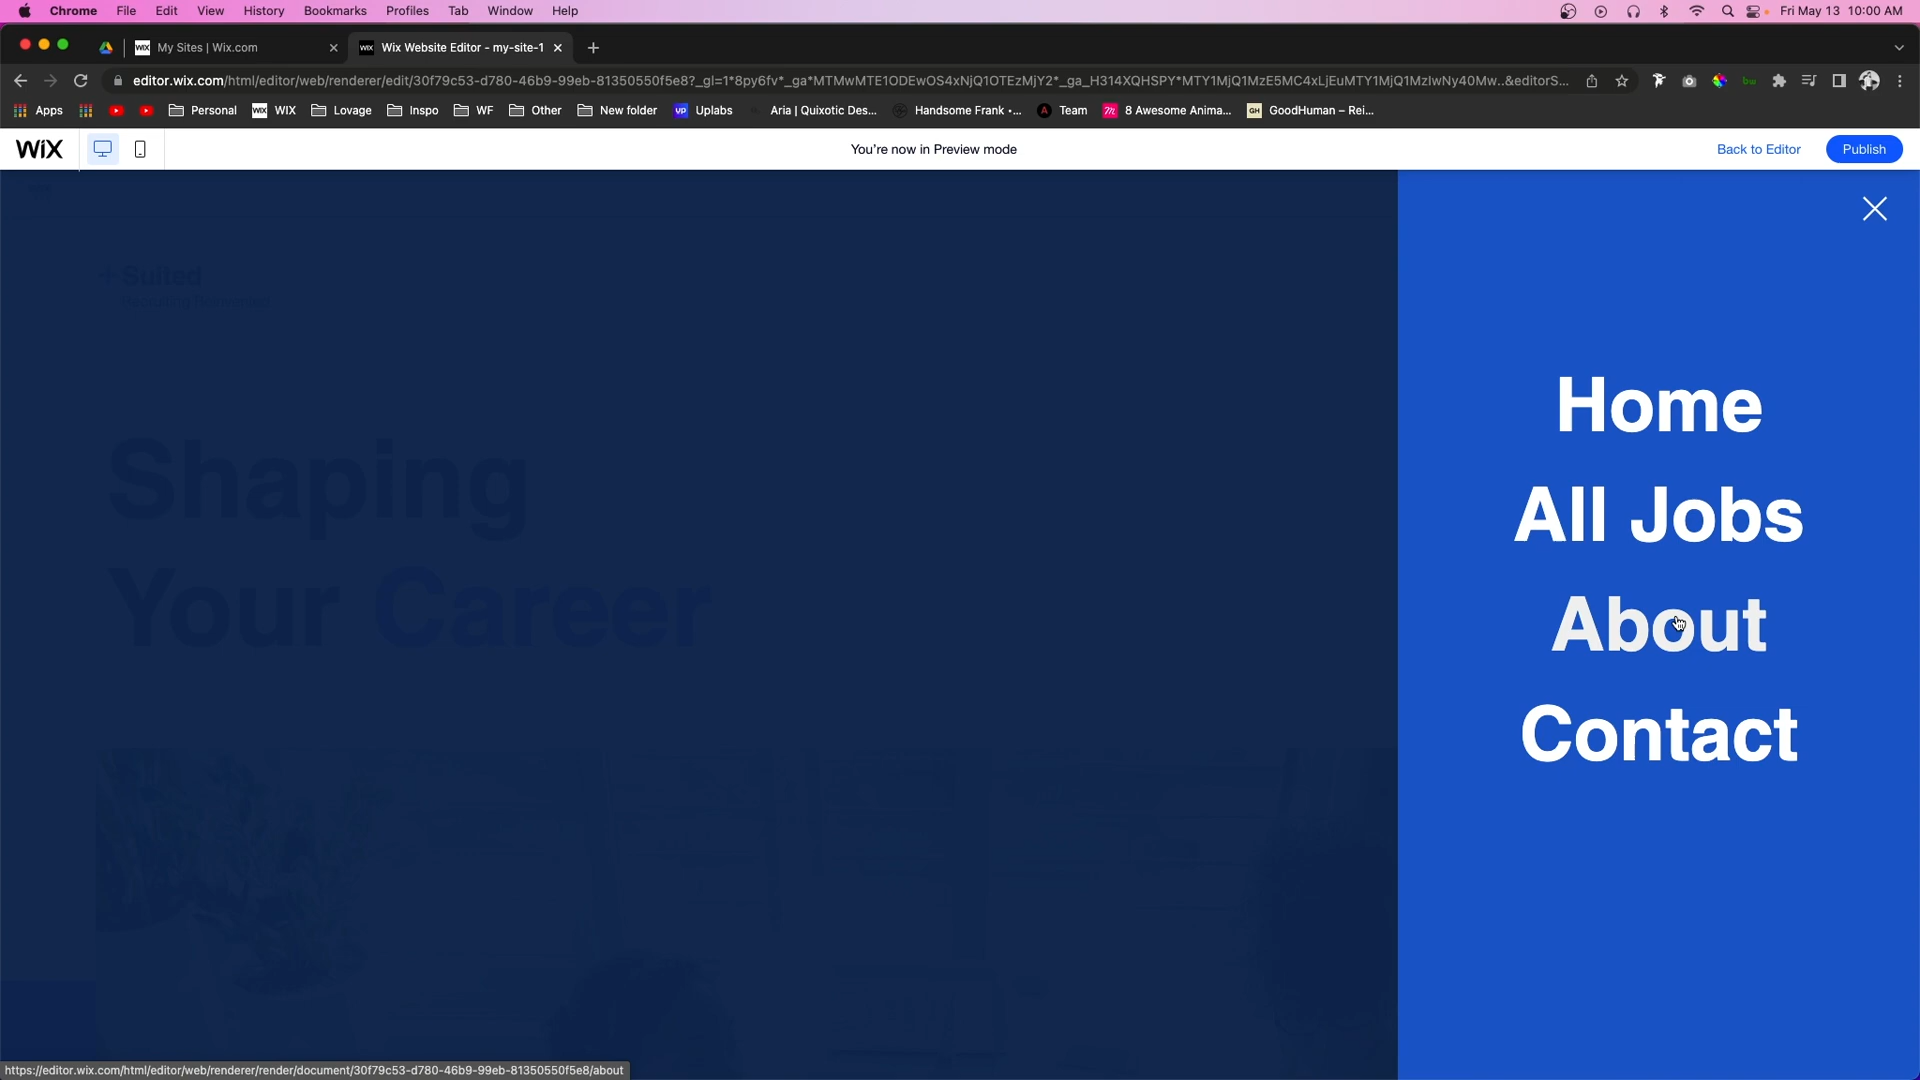 Chrome File Edit View History Bookmarks Profiles Tab Window Help Fri May 13 10:00 AM
WiX My Sites | Wix.com WiX Wix Website Editor - my-site-1
editor.wix.com/html/editor/web/renderer/edit/30f79c53-d780-46b9-99eb-81350550f5e8?_gl=1*8py6fv*_ga*MTMwMTE1ODEwOS4xNjQ1OTEzMjY2*_ga_H314XQHSPY*MTY1MjQ1MzE5MC4xLjEuMTY1MjQ1MzIwNy40Mw..&editorS...
Apps Personal WiX WIX Lovage Inspo WF Other New folder UP Uplabs Aria | Quixotic Des... Handsome Frank •... A Team m 8 Awesome Anima... GH GoodHuman – Rei...
WiX You're now in Preview mode Back to Editor Publish
+ Suited
Shaping
Your Career
Home
All Jobs
About
Contact
https://editor.wix.com/html/editor/web/renderer/render/document/30f79c53-d780-46b9-99eb-81350550f5e8/about